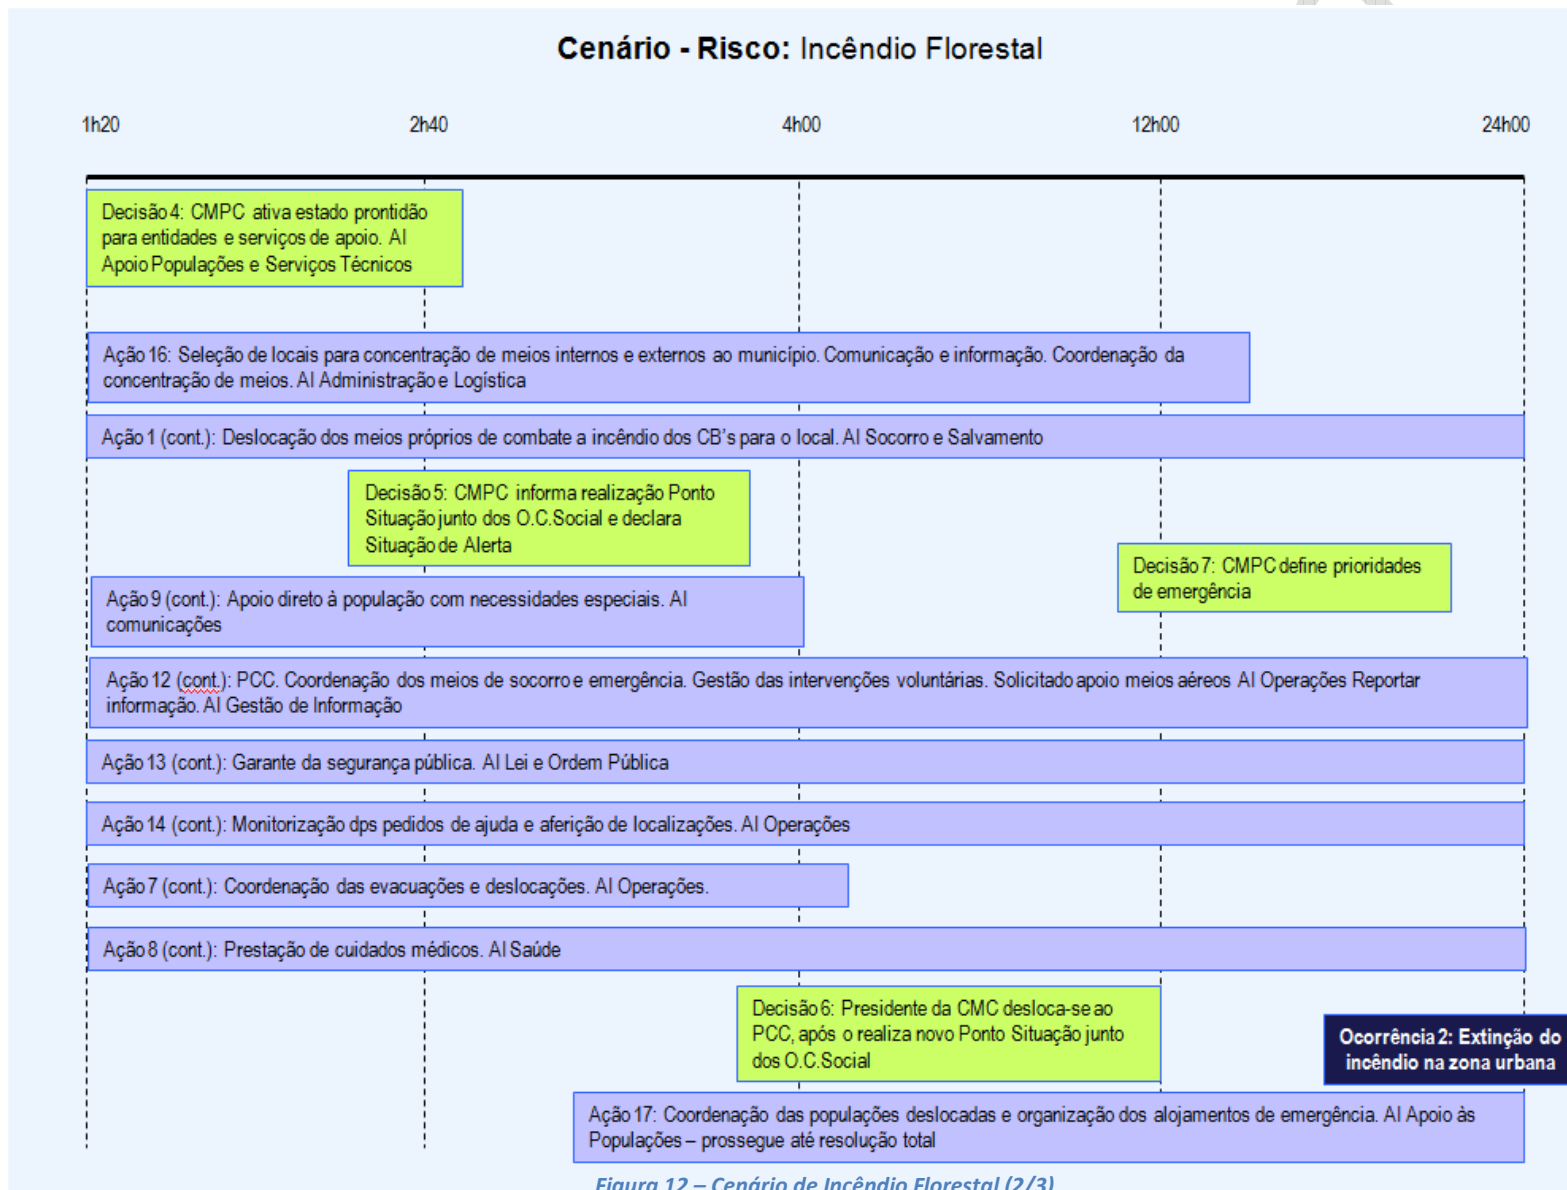 Cenário - Risco: Incêndio Florestal
1h20 2h40 4h00 12h00 24h00
Decisão 4: CMPC ativa estado prontidão
para entidades e serviços de apoio. AI
Apoio Populações e Serviços Técnicos
Ação 16: Seleção de locais para concentração de meios internos e externos ao município. Comunicação e informação. Coordenação da
concentração de meios. AI Administração e Logística
Ação 1 (cont.): Deslocação dos meios próprios de combate a incêndio dos CB's para o local. AI Socorro e Salvamento
Decisão 5: CMPC informa realização Ponto
Situação junto dos O.C.Social e declara
Situação de Alerta
Decisão 7: CMPC define prioridades
de emergência
Ação 9 (cont.): Apoio direto à população com necessidades especiais. AI
comunicações
Ação 12 (cont.): PCC. Coordenação dos meios de socorro e emergência. Gestão das intervenções voluntárias. Solicitado apoio meios aéreos AI Operações Reportar
informação. AI Gestão de Informação
Ação 13 (cont.): Garante da segurança pública. AI Lei e Ordem Pública
Ação 14 (cont.): Monitorização dps pedidos de ajuda e aferição de localizações. AI Operações
Ação 7 (cont.): Coordenação das evacuações e deslocações. AI Operações.
Ação 8 (cont.): Prestação de cuidados médicos. AI Saúde
Decisão 6: Presidente da CMC desloca-se ao
PCC, após o realiza novo Ponto Situação junto
dos O.C.Social
Ocorrência 2: Extinção do
incêndio na zona urbana
Ação 17: Coordenação das populações deslocadas e organização dos alojamentos de emergência. AI Apoio às
Populações – prossegue até resolução total
Figura 12 – Cenário de Incêndio Florestal (2/3)